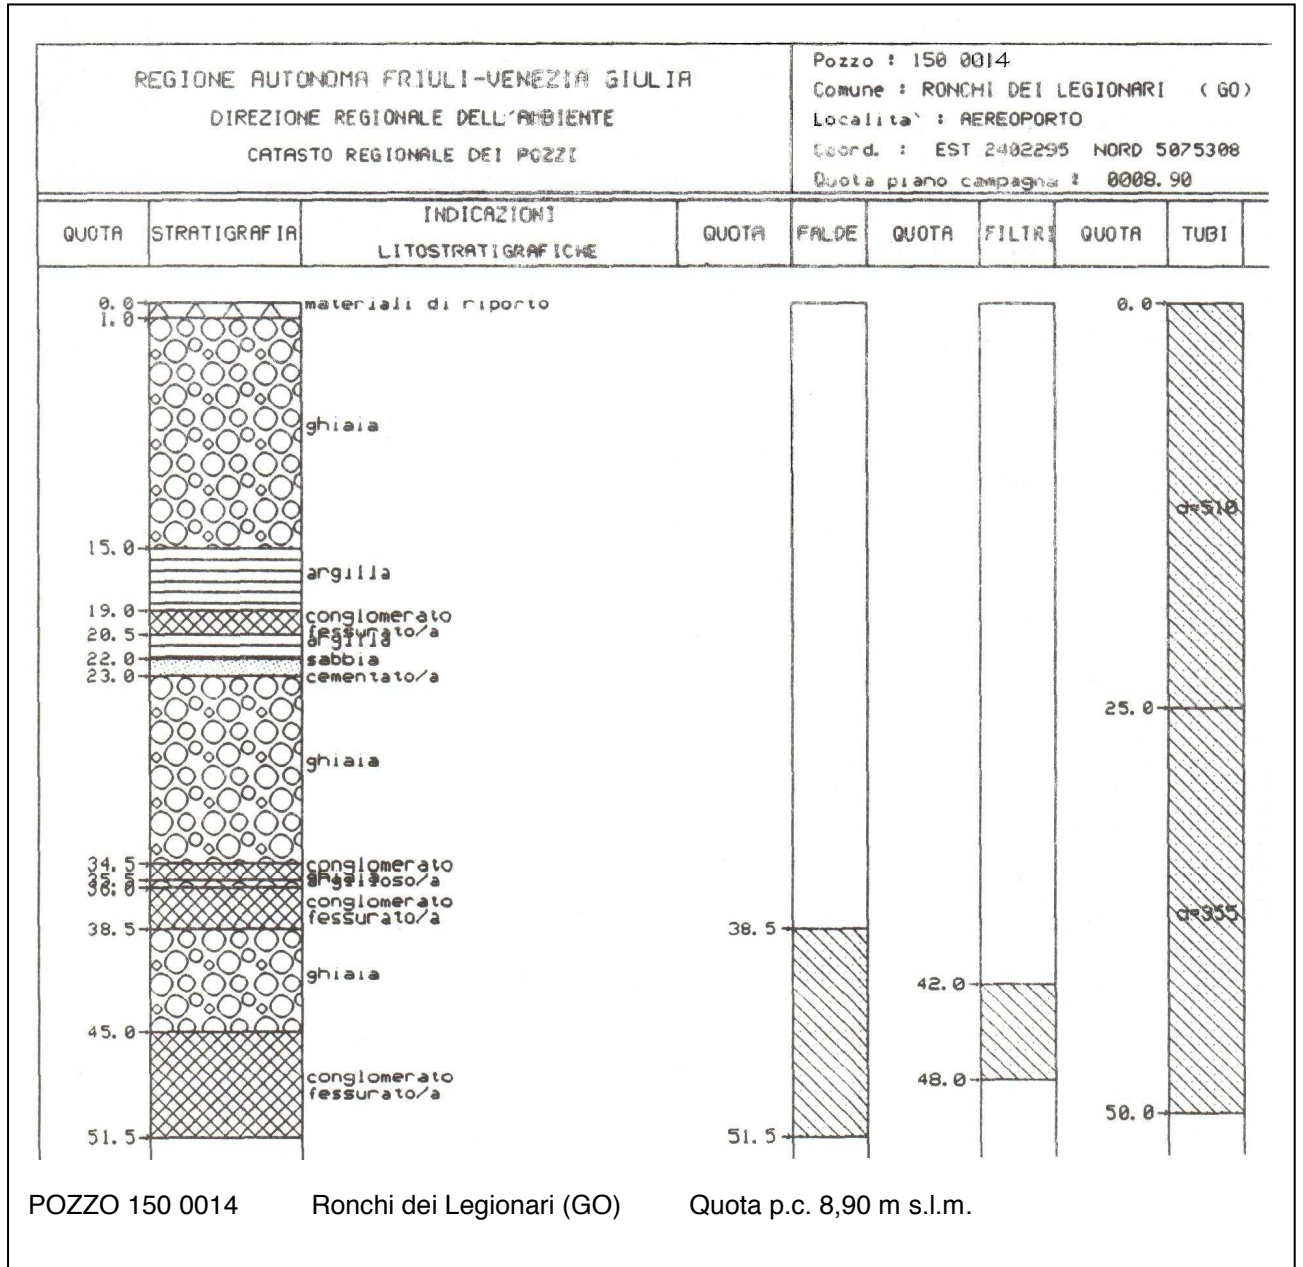 REGIONE AUTONOMA FRIULI-VENEZIA GIULIA
DIREZIONE REGIONALE DELL'AMBIENTE
CATASTO REGIONALE DEI POZZI
Pozzo : 150 0014
Comune : RONCHI DEI LEGIONARI (GO)
Localita` : AEREOPORTO
Coord. : EST 2402295 NORD 5075308
Quota piano campagna : 0008.90
QUOTA STRATIGRAFIA INDICAZIONI LITOSTRATIGRAFICHE QUOTA FALDE QUOTA FILTRI QUOTA TUBI
0.0 materiali di riporto 0.0
1.0
ghiaia
d=510
15.0
argilla
19.0 conglomerato
20.5 fessurato/a
argilla
22.0 sabbia
23.0 cementato/a
25.0
ghiaia
34.5 conglomerato
35.5 ghiaia
36.0 argilloso/a
conglomerato
fessurato/a d=355
38.5 38.5
ghiaia
42.0
45.0
conglomerato 48.0
fessurato/a
50.0
51.5 51.5
POZZO 150 0014 Ronchi dei Legionari (GO) Quota p.c. 8,90 m s.l.m.